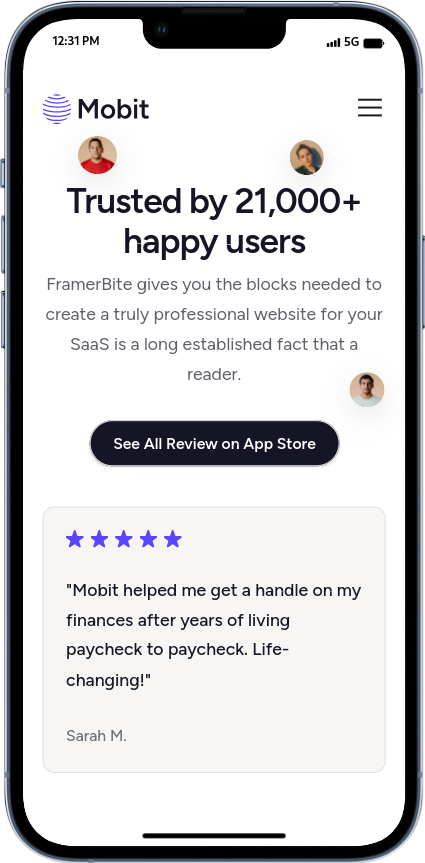 12:31 PM
5G
Mobit
Trusted by 21,000+
happy users
FramerBite gives you the blocks needed to
create a truly professional website for your
SaaS is a long established fact that a
reader.
See All Review on App Store
"Mobit helped me get a handle on my
finances after years of living
paycheck to paycheck. Life-
changing!"
Sarah M.